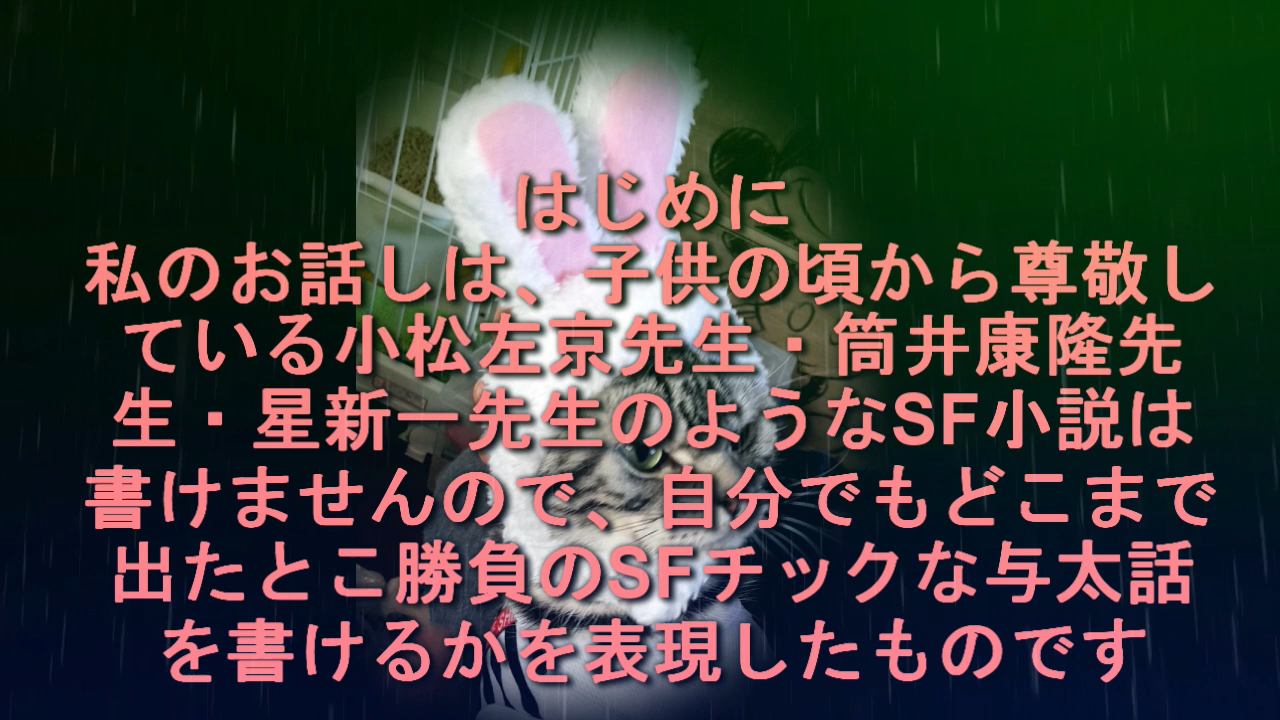 はじめに
私のお話しは、子供の頃から尊敬し
ている小松左京先生・筒井康隆先
生・星新一先生のようなSF小説は
書けませんので、自分でもどこまで
出たとこ勝負のSFチックな与太話
を書けるかを表現したものです